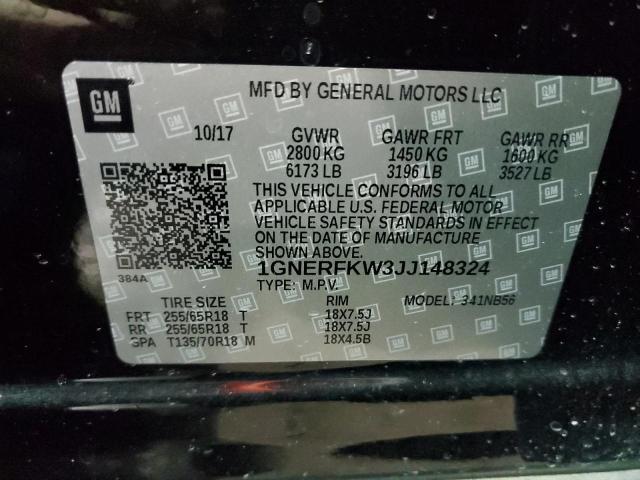 GM
MFD BY GENERAL MOTORS LLC
10/17 GVWR GAWR FRT GAWR RR
2800 KG 1450 KG 1600 KG
6173 LB 3196 LB 3527 LB
THIS VEHICLE CONFORMS TO ALL
APPLICABLE U.S. FEDERAL MOTOR
VEHICLE SAFETY STANDARDS IN EFFECT
ON THE DATE OF MANUFACTURE
SHOWN ABOVE.
1GNERFKW3JJ148324
384A
TYPE: M.P.V.
TIRE SIZE RIM MODEL: 341NB56
FRT 255/65R18 T 18X7.5J
RR 255/65R18 T 18X7.5J
GPA T135/70R18 M 18X4.5B